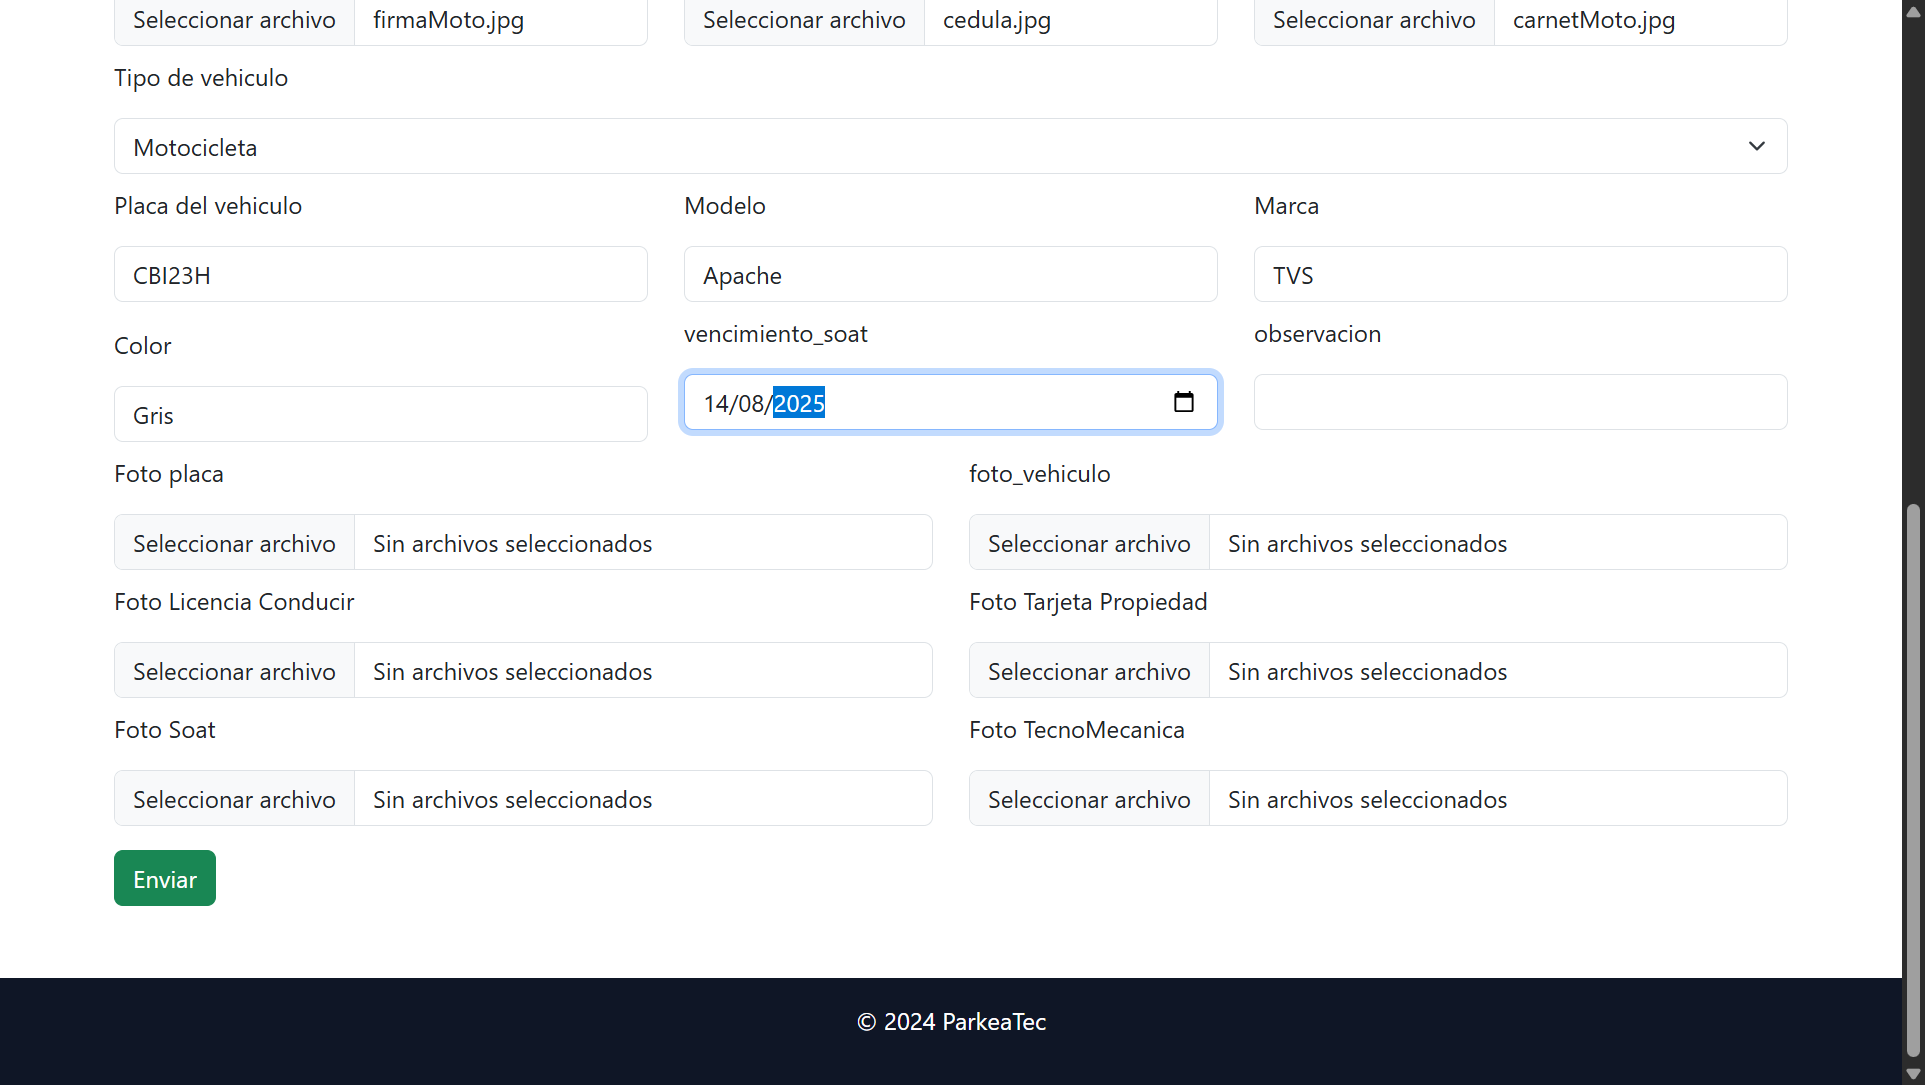 Seleccionar archivo firmaMoto.jpg Seleccionar archivo cedula.jpg Seleccionar archivo carnetMoto.jpg
Tipo de vehiculo
Motocicleta
Placa del vehiculo Modelo Marca
CBI23H Apache TVS
Color vencimiento_soat observacion
Gris 14/08/2025
Foto placa foto_vehiculo
Seleccionar archivo Sin archivos seleccionados Seleccionar archivo Sin archivos seleccionados
Foto Licencia Conducir Foto Tarjeta Propiedad
Seleccionar archivo Sin archivos seleccionados Seleccionar archivo Sin archivos seleccionados
Foto Soat Foto TecnoMecanica
Seleccionar archivo Sin archivos seleccionados Seleccionar archivo Sin archivos seleccionados
Enviar
© 2024 ParkeaTec